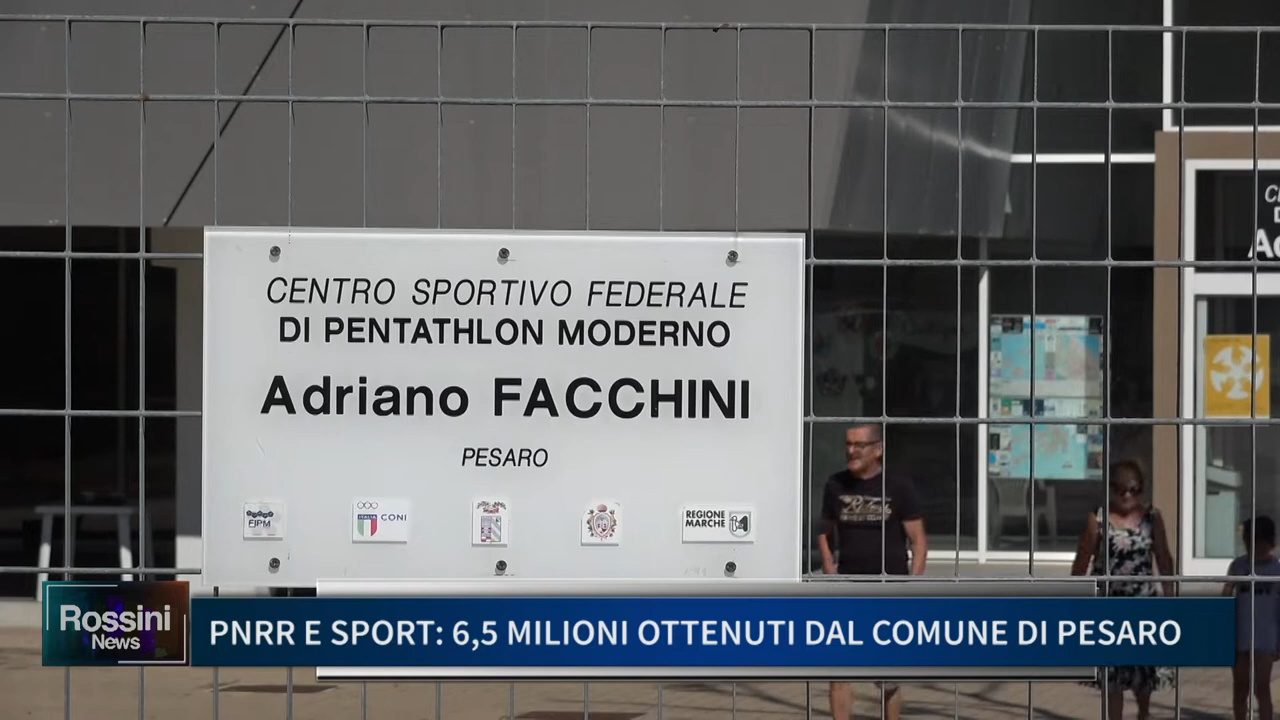 CENTRO SPORTIVO FEDERALE
DI PENTATHLON MODERNO
Adriano FACCHINI
PESARO
FIPM
ITALIA
CONI
REGIONE
MARCHE
Rossini
News
PNRR E SPORT: 6,5 MILIONI OTTENUTI DAL COMUNE DI PESARO